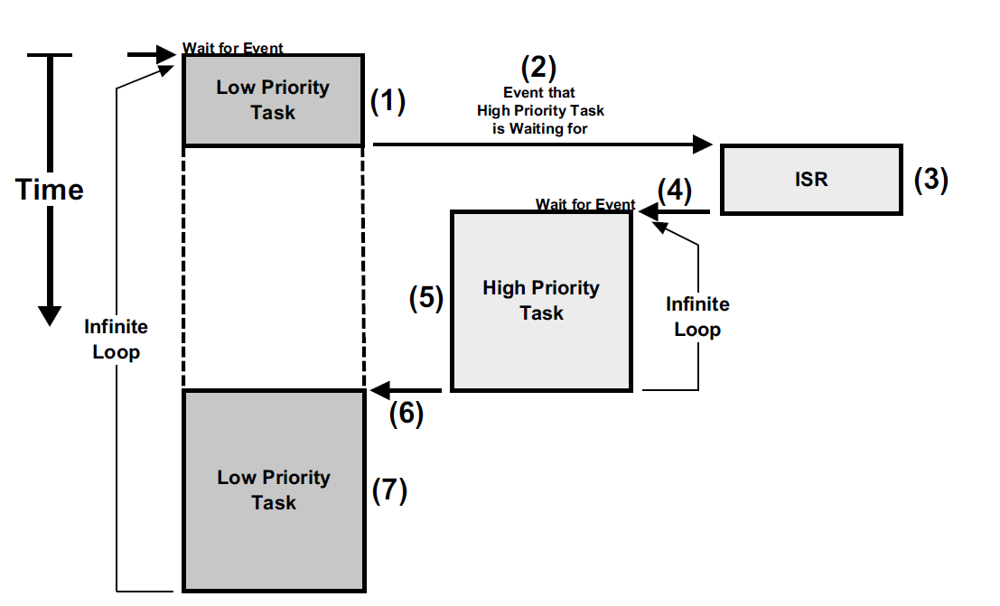 Wait for Event
Low Priority
Task
(1)
(2)
Event that
High Priority Task
is Waiting for
ISR
(3)
Time
(4)
Wait for Event
High Priority
Task
(5)
Infinite
Loop
Infinite
Loop
(6)
Low Priority
Task
(7)